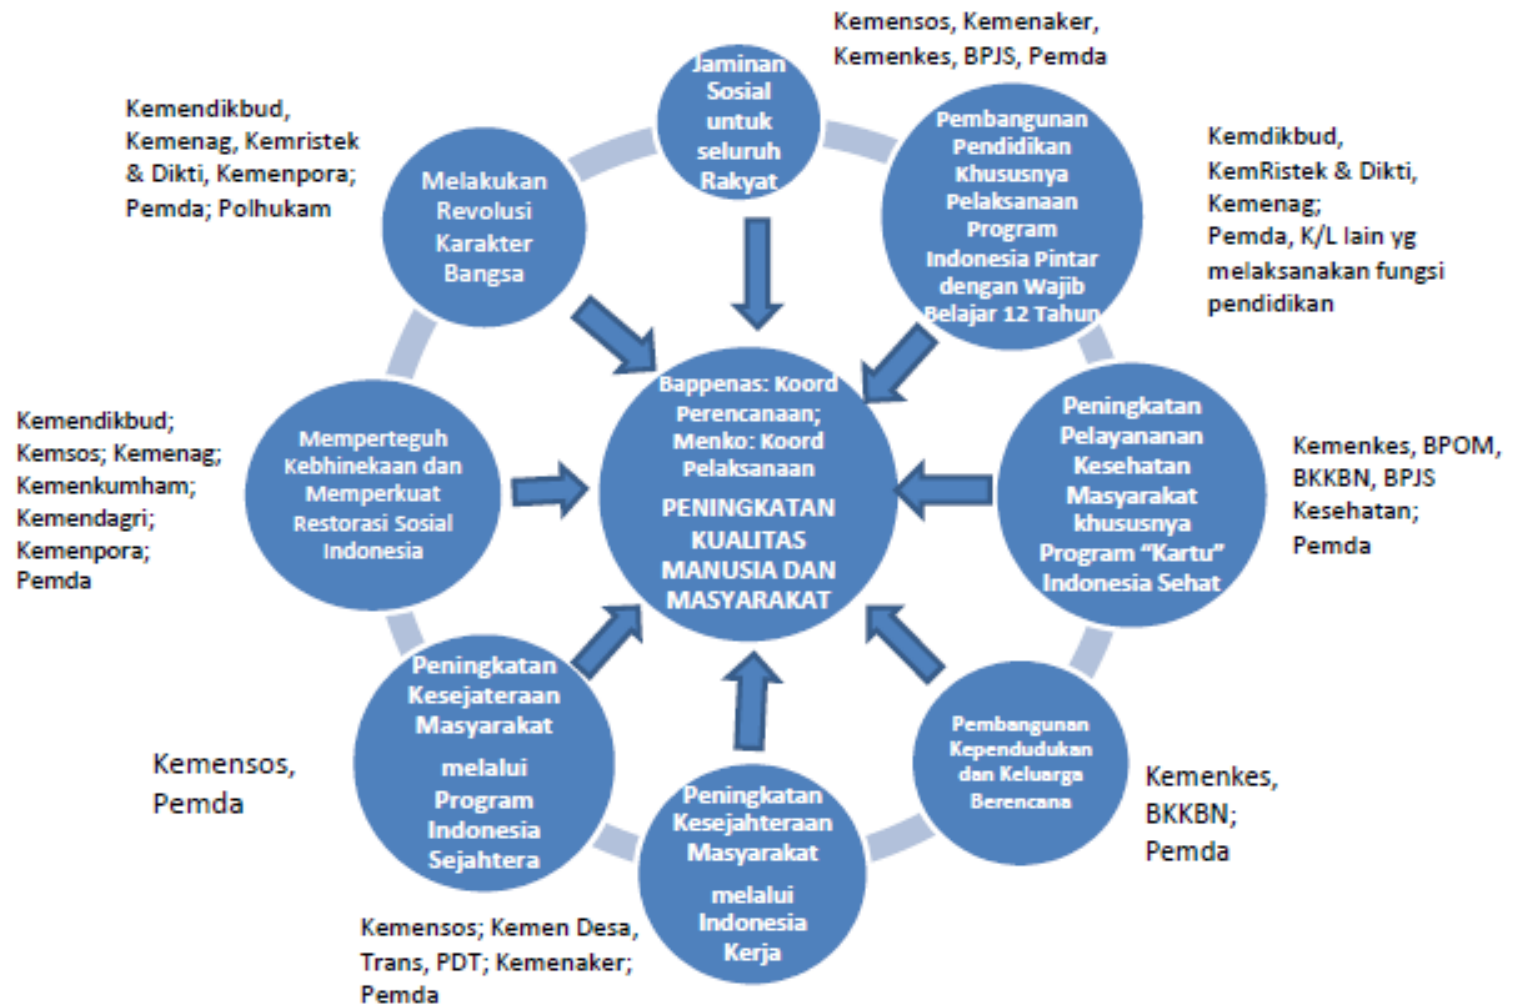 Kemensos, Kemenaker,
Kemenkes, BPJS, Pemda
Jaminan
Sosial
untuk
seluruh
Rakyat
Pembangunan
Pendidikan
Khususnya
Pelaksanaan
Program
Indonesia Pintar
dengan Wajib
Belajar 12 Tahun
Kemdikbud,
KemRistek & Dikti,
Kemenag;
Pemda, K/L lain yg
melaksanakan fungsi
pendidikan
Peningkatan
Pelayananan
Kesehatan
Masyarakat
khususnya
Program “Kartu”
Indonesia Sehat
Kemenkes, BPOM,
BKKBN, BPJS
Kesehatan;
Pemda
Pembangunan
Kependudukan
dan Keluarga
Berencana
Kemenkes,
BKKBN;
Pemda
Peningkatan
Kesejahteraan
Masyarakat
melalui
Indonesia
Kerja
Kemensos; Kemen Desa,
Trans, PDT; Kemenaker;
Pemda
Peningkatan
Kesejateraan
Masyarakat
melalui
Program
Indonesia
Sejahtera
Kemensos,
Pemda
Memperteguh
Kebhinekaan dan
Memperkuat
Restorasi Sosial
Indonesia
Kemendikbud;
Kemsos; Kemenag;
Kemenkumham;
Kemendagri;
Kemenpora;
Pemda
Melakukan
Revolusi
Karakter
Bangsa
Kemendikbud,
Kemenag, Kemristek
& Dikti, Kemenpora;
Pemda; Polhukam
Bappenas: Koord
Perencanaan;
Menko: Koord
Pelaksanaan
PENINGKATAN
KUALITAS
MANUSIA DAN
MASYARAKAT